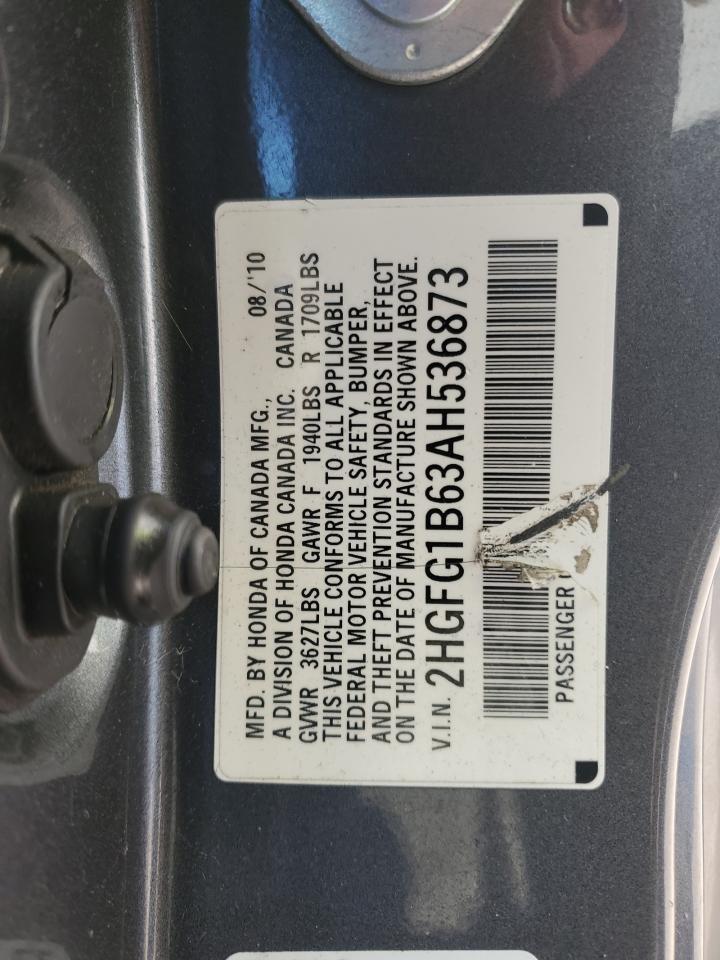 MFD. BY HONDA OF CANADA MFG., 08/'10
A DIVISION OF HONDA CANADA INC. CANADA
GVWR 3627LBS GAWR F 1940LBS R 1709LBS
THIS VEHICLE CONFORMS TO ALL APPLICABLE
FEDERAL MOTOR VEHICLE SAFETY, BUMPER,
AND THEFT PREVENTION STANDARDS IN EFFECT
ON THE DATE OF MANUFACTURE SHOWN ABOVE.
V.I.N. 2HGFG1B63AH536873
PASSENGER